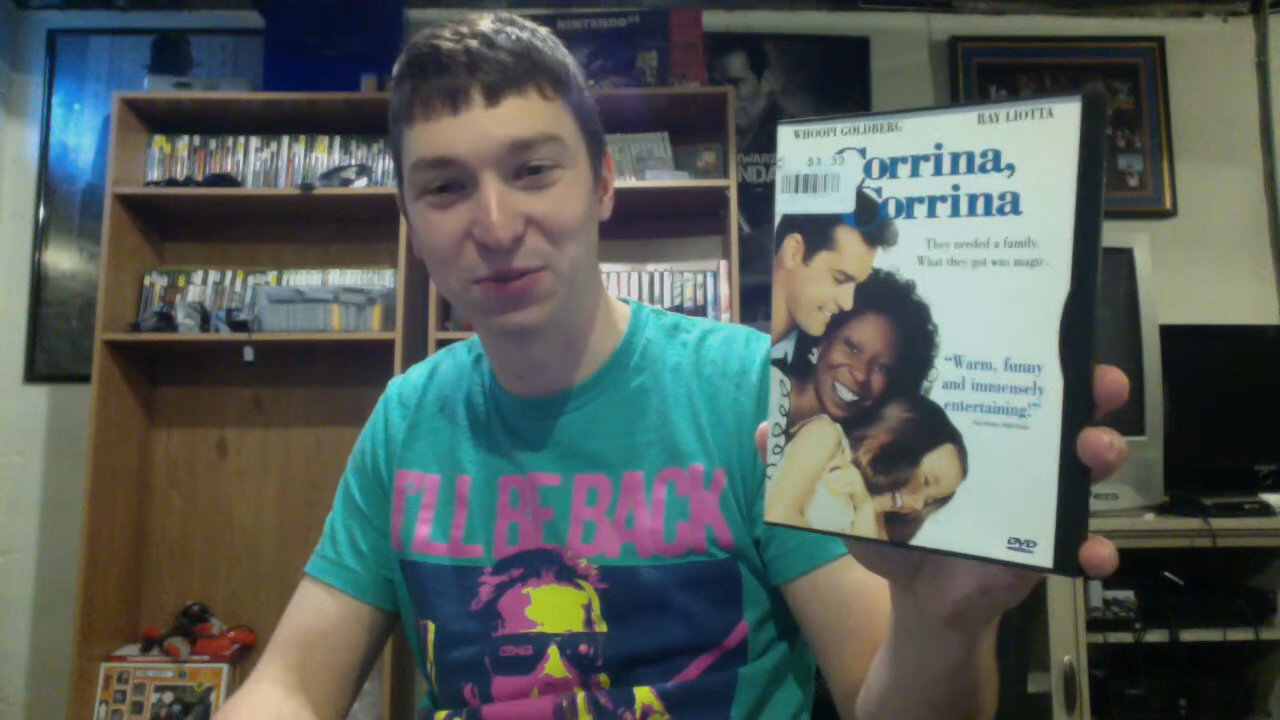 NINTENDO 64
WHOOPI GOLDBERG
RAY LIOTTA
$3.33
Corrina,
Corrina
They needed a family.
What they got was magic.
"Warm, funny
and immensely
entertaining!"
DVD
I'LL BE BACK